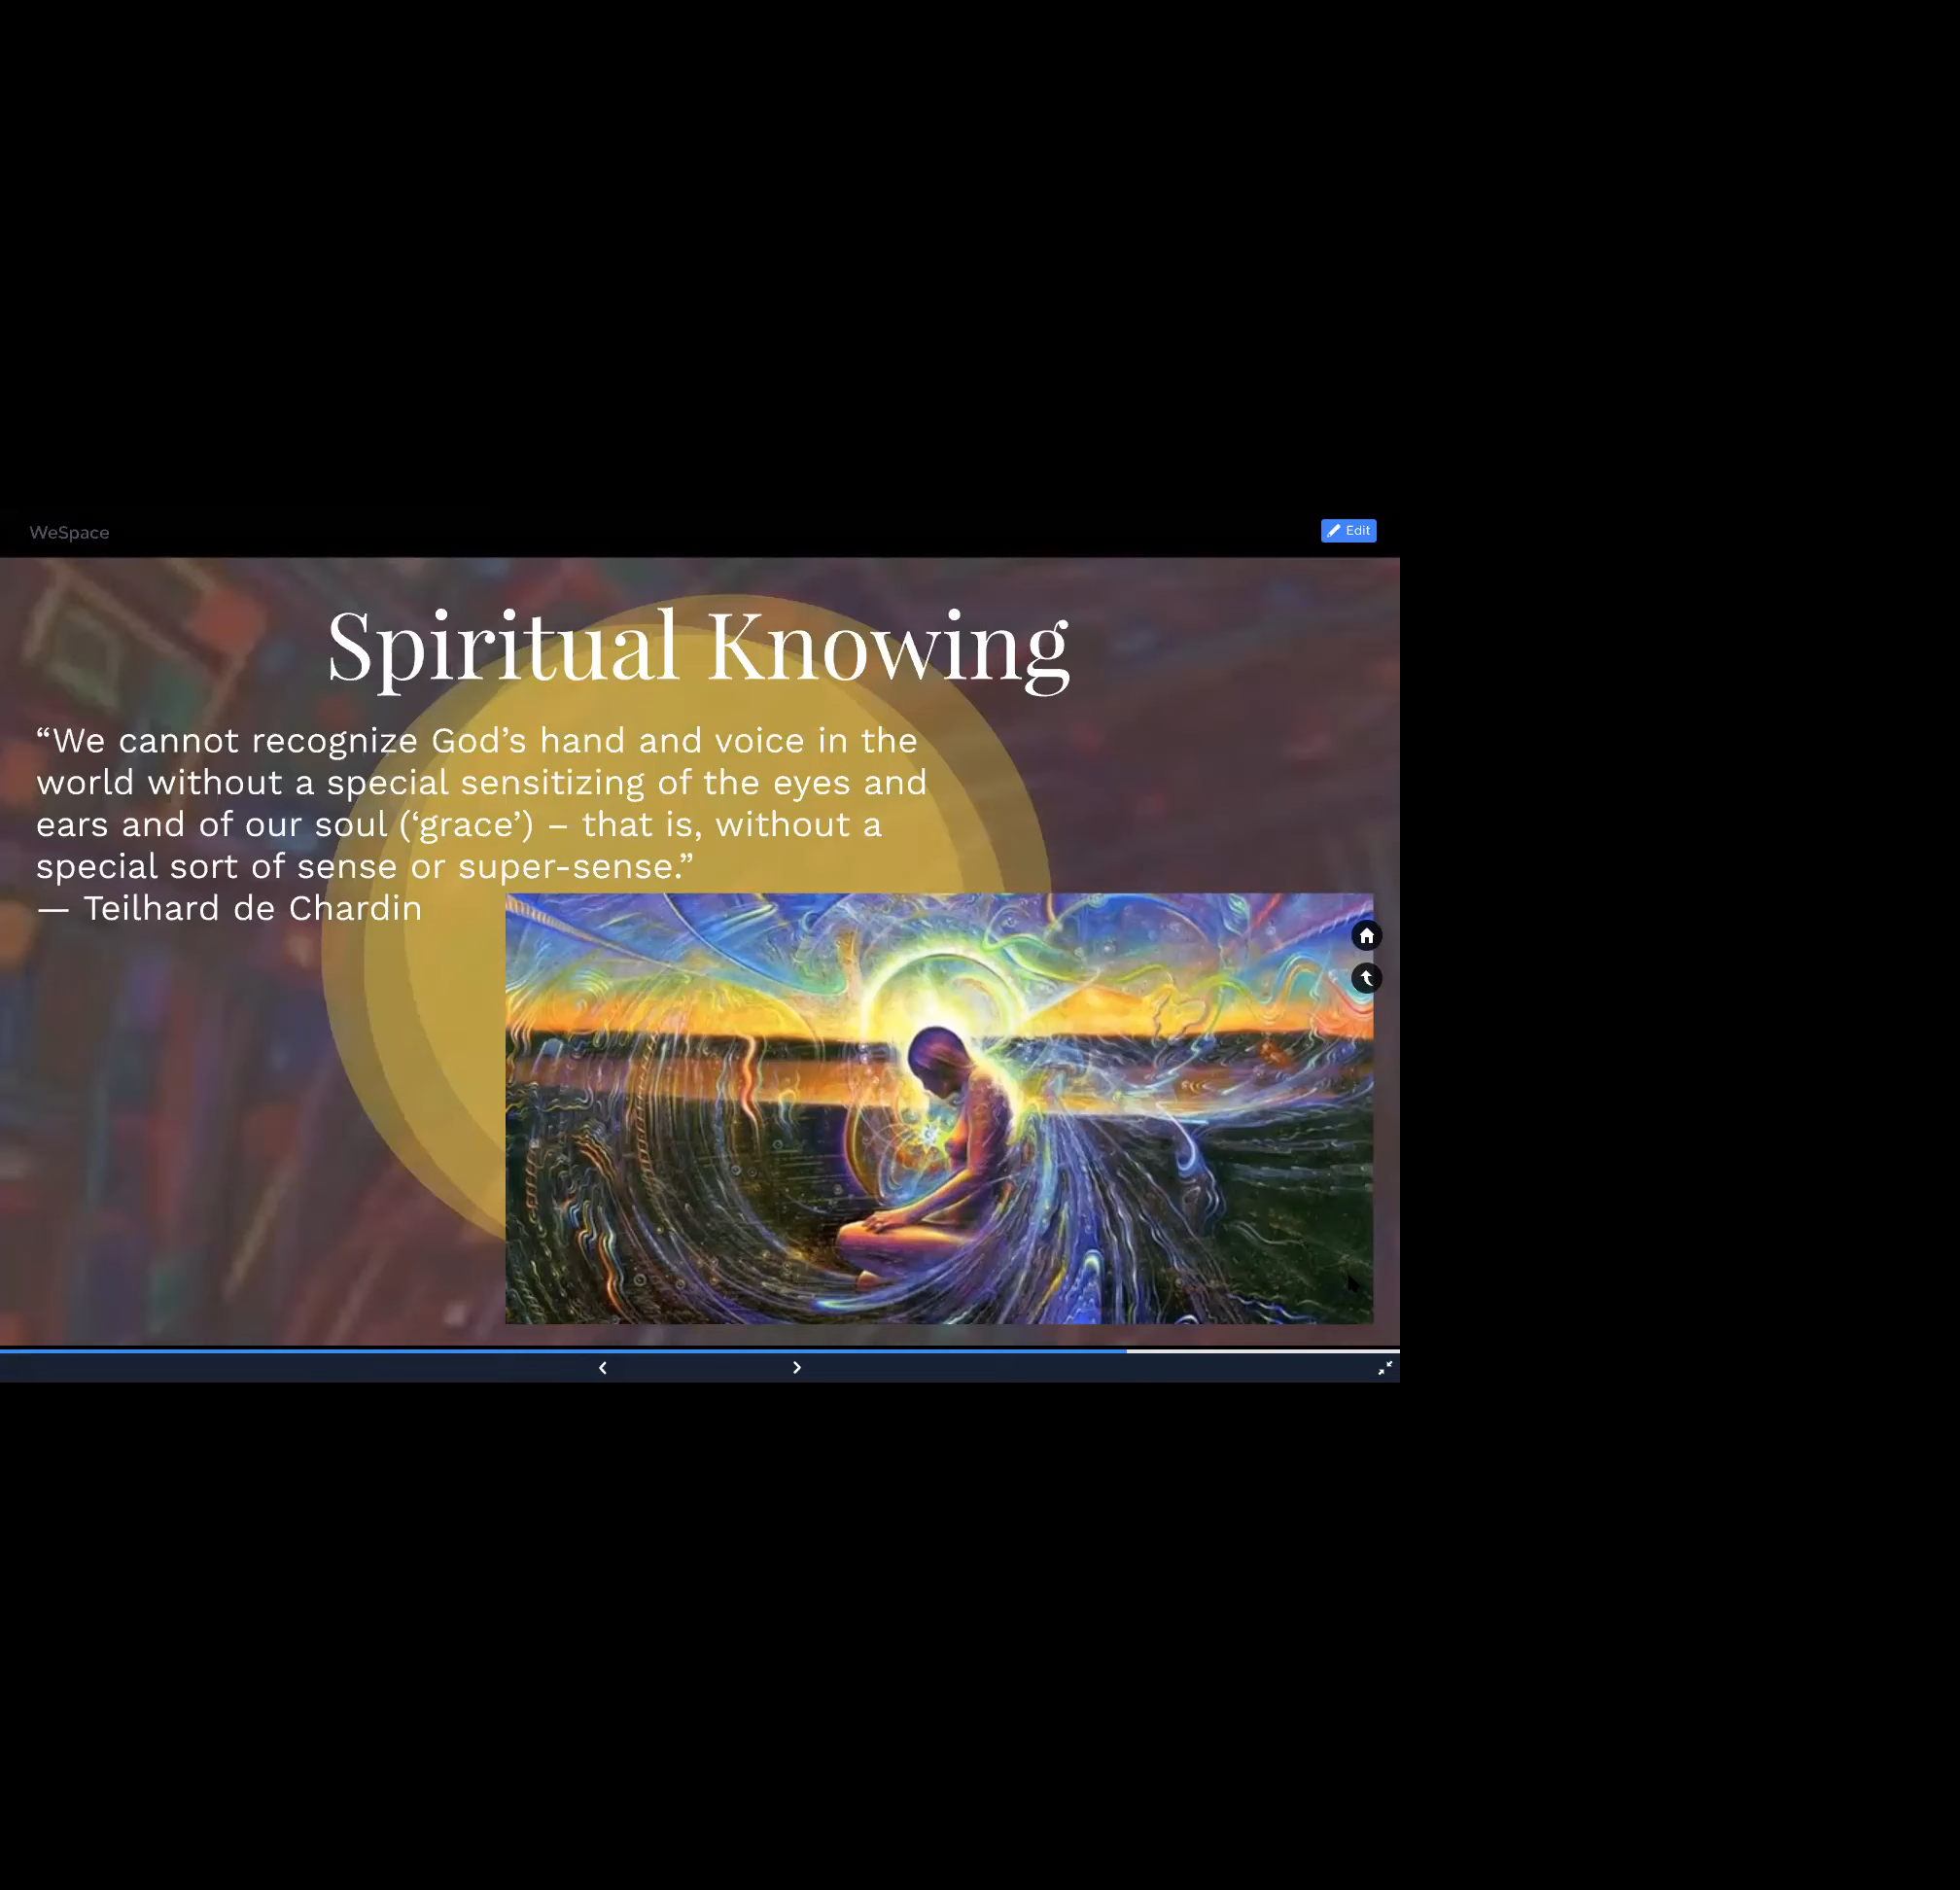 WeSpace
Edit
Spiritual Knowing
“We cannot recognize God’s hand and voice in the
world without a special sensitizing of the eyes and
ears and of our soul (‘grace’) – that is, without a
special sort of sense or super-sense.”
— Teilhard de Chardin